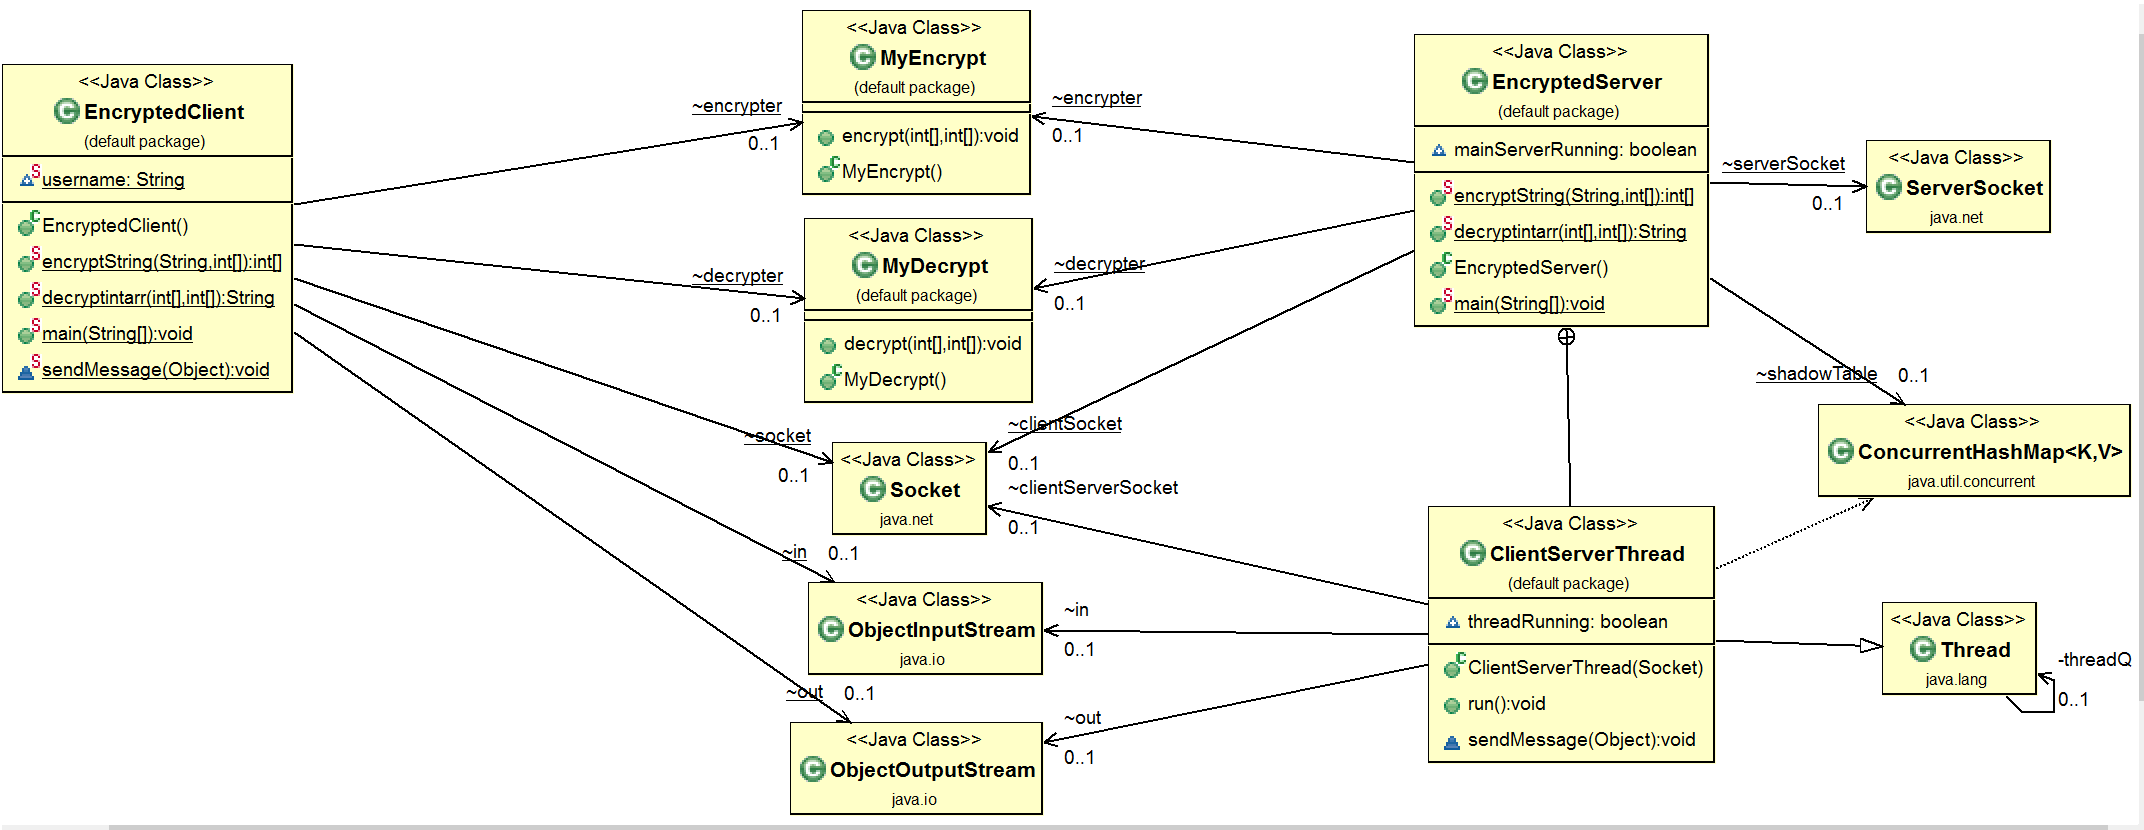 <<Java Class>>
EncryptedClient
(default package)
username: String
EncryptedClient()
encryptString(String,int[]):int[]
decryptintarr(int[],int[]):String
main(String[]):void
sendMessage(Object):void
~encrypter
0..1
~decrypter
0..1
~socket
0..1
~in
0..1
~out
0..1
<<Java Class>>
MyEncrypt
(default package)
encrypt(int[],int[]):void
MyEncrypt()
<<Java Class>>
MyDecrypt
(default package)
decrypt(int[],int[]):void
MyDecrypt()
<<Java Class>>
Socket
java.net
<<Java Class>>
ObjectInputStream
java.io
<<Java Class>>
ObjectOutputStream
java.io
~encrypter
0..1
~decrypter
0..1
~clientSocket
0..1
~clientServerSocket
0..1
~in
0..1
~out
0..1
<<Java Class>>
EncryptedServer
(default package)
mainServerRunning: boolean
encryptString(String,int[]):int[]
decryptintarr(int[],int[]):String
EncryptedServer()
main(String[]):void
<<Java Class>>
ClientServerThread
(default package)
threadRunning: boolean
ClientServerThread(Socket)
run():void
sendMessage(Object):void
~serverSocket
0..1
<<Java Class>>
ServerSocket
java.net
~shadowTable
0..1
<<Java Class>>
ConcurrentHashMap<K,V>
java.util.concurrent
<<Java Class>>
Thread
java.lang
-threadQ
0..1